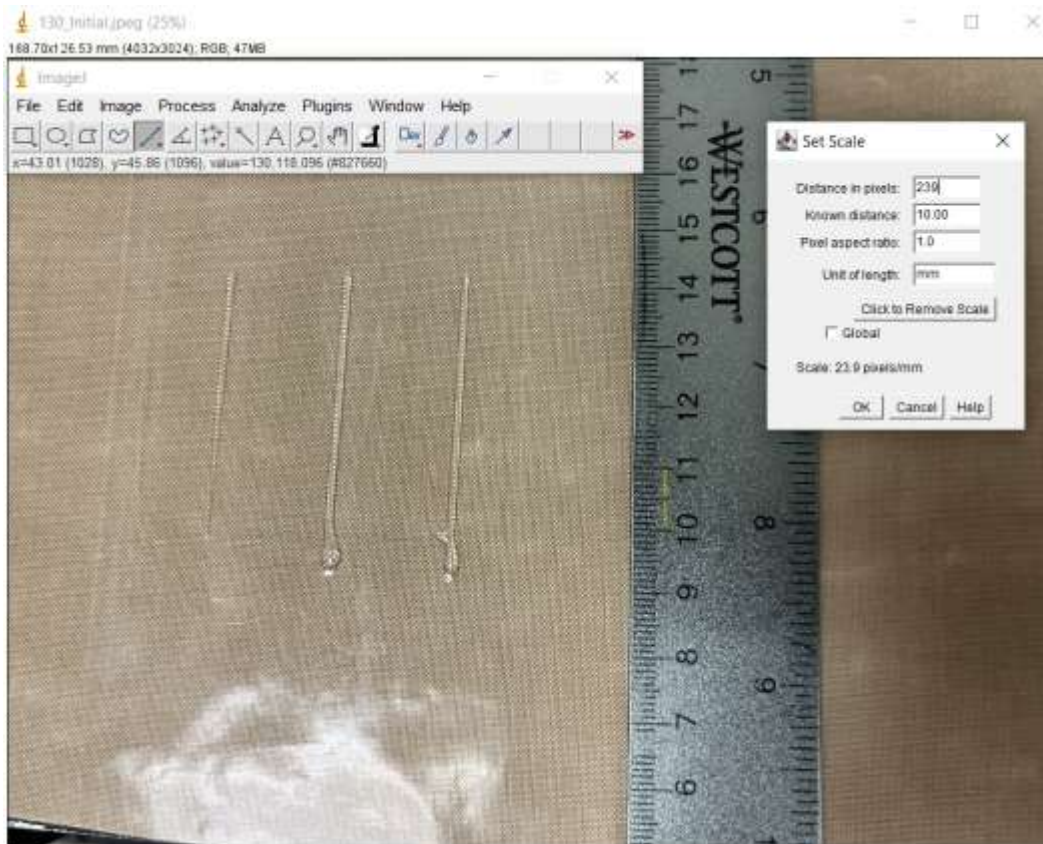 130_Initial.jpeg (25%)
168.70x126.53 mm (4032x3024); RGB; 47MB
ImageJ
File Edit Image Process Analyze Plugins Window Help
x=43.01 (1028), y=45.86 (1096), value=130,118,096 (#827660)
Set Scale
Distance in pixels: 239
Known distance: 10.00
Pixel aspect ratio: 1.0
Unit of length: mm
Click to Remove Scale
Global
Scale: 23.9 pixels/mm
OK Cancel Help
WESTCOTT®
17
16
15
14
13
12
11
10
9
8
7
6
5
6
8
9